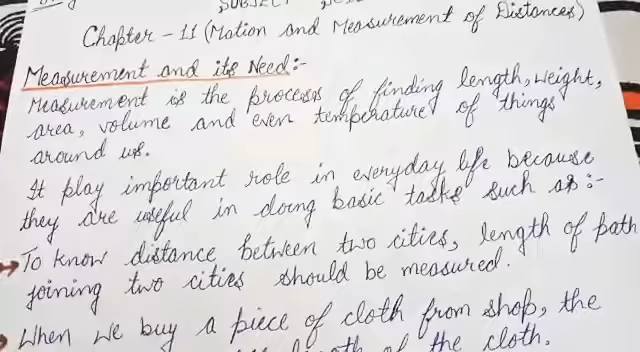 SUBJECT
Chapter - 11 (Motion and Measurement of Distances)
Measurement and its Need:-
Measurement is the process of finding length, weight,
area, volume and even temperature of things
around us.
It play important role in everyday life because
they are useful in doing basic tasks such as :-
→ To know distance between two cities, length of path
joining two cities should be measured.
When we buy a piece of cloth from shop, the
of the cloth.